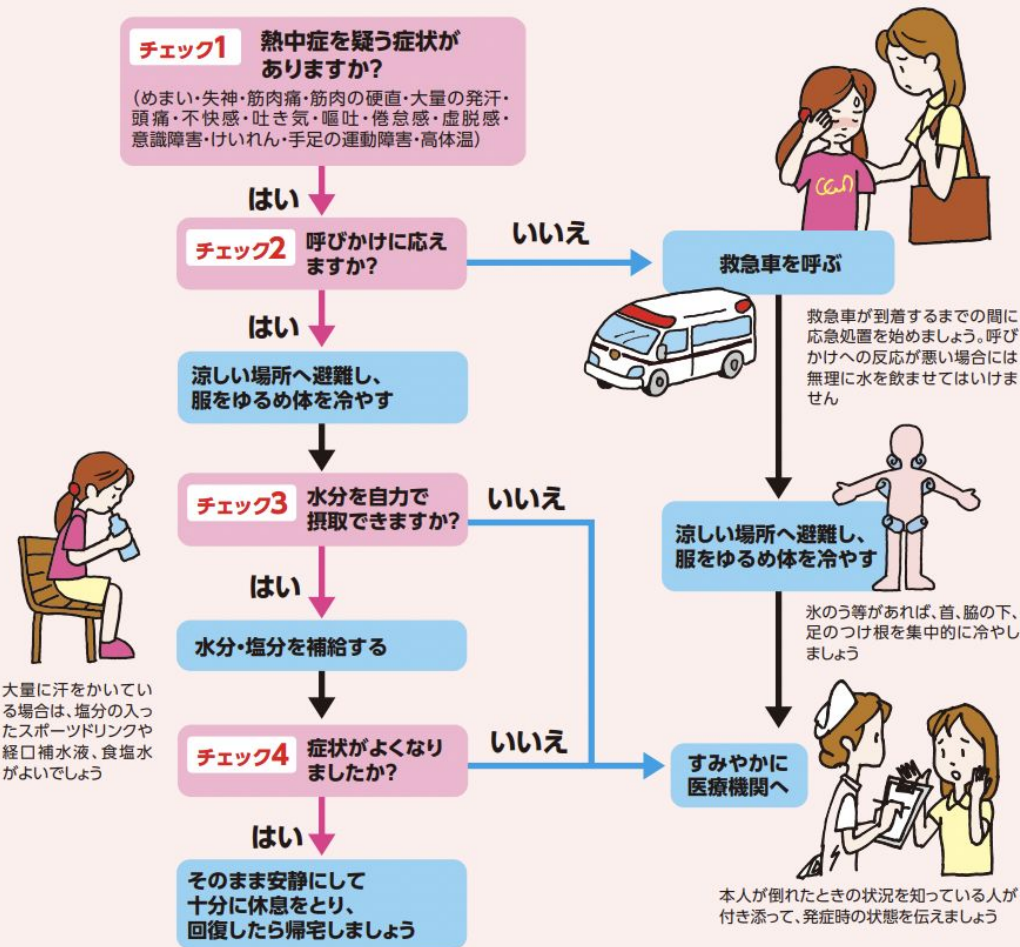 チェック1
熱中症を疑う症状が
ありますか?
(めまい・失神・筋肉痛・筋肉の硬直・大量の発汗・
頭痛・不快感・吐き気・嘔吐・倦怠感・虚脱感・
意識障害・けいれん・手足の運動障害・高体温)
はい
チェック2
呼びかけに応え
ますか?
いいえ
救急車を呼ぶ
救急車が到着するまでの間に
応急処置を始めましょう。呼び
かけへの反応が悪い場合には
無理に水を飲ませてはいけま
せん
はい
涼しい場所へ避難し、
服をゆるめ体を冷やす
チェック3
水分を自力で
摂取できますか?
いいえ
涼しい場所へ避難し、
服をゆるめ体を冷やす
氷のう等があれば、首、脇の下、
足のつけ根を集中的に冷やし
ましょう
はい
水分・塩分を補給する
大量に汗をかいてい
る場合は、塩分の入っ
たスポーツドリンクや
経口補水液、食塩水
がよいでしょう
チェック4
症状がよくなり
ましたか?
いいえ
すみやかに
医療機関へ
本人が倒れたときの状況を知っている人が
付き添って、発症時の状態を伝えましょう
はい
そのまま安静にして
十分に休息をとり、
回復したら帰宅しましょう